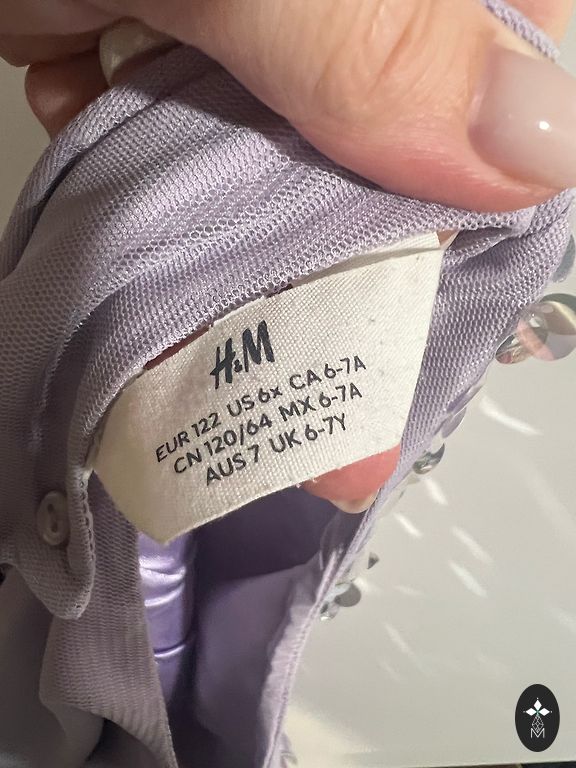 H&M
EUR 122 US 6x CA 6-7A
CN 120/64 MX 6-7A
AUS 7 UK 6-7Y
M